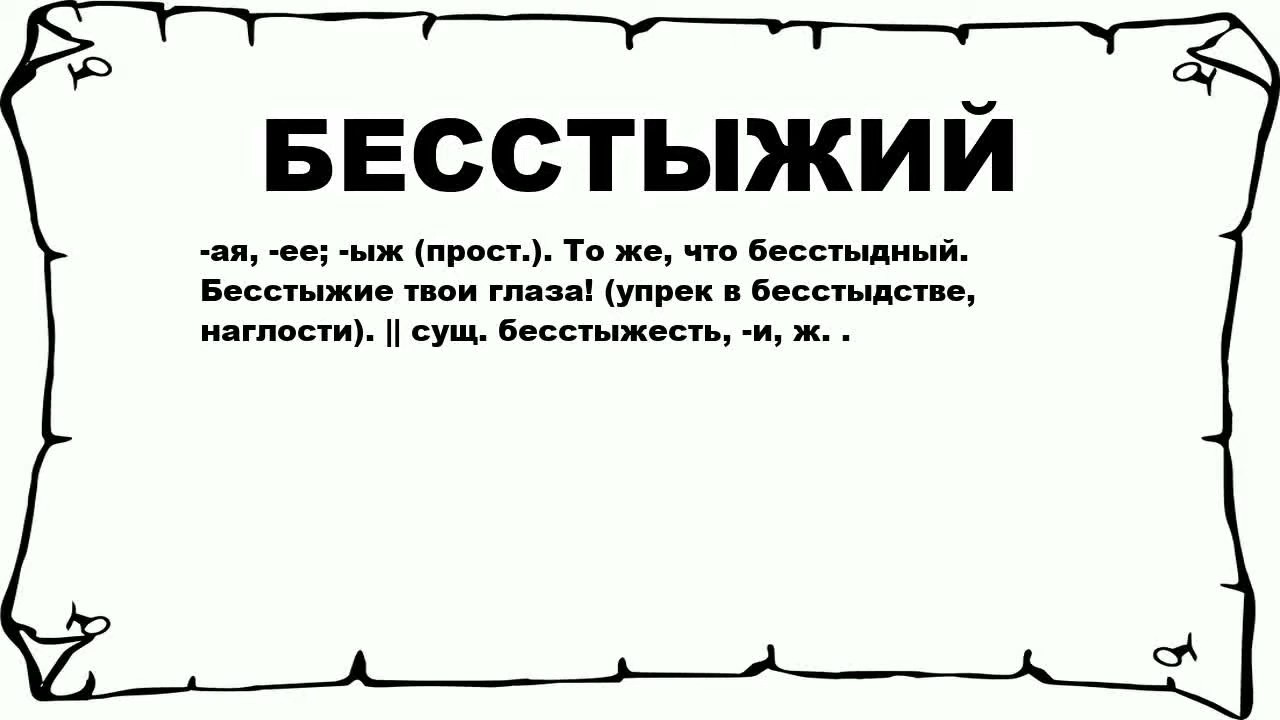 БЕССТЫЖИЙ
-ая, -ее; -ыж (прост.). То же, что бесстыдный.
Бесстыжие твои глаза! (упрек в бесстыдстве,
наглости). || сущ. бесстыжесть, -и, ж. .